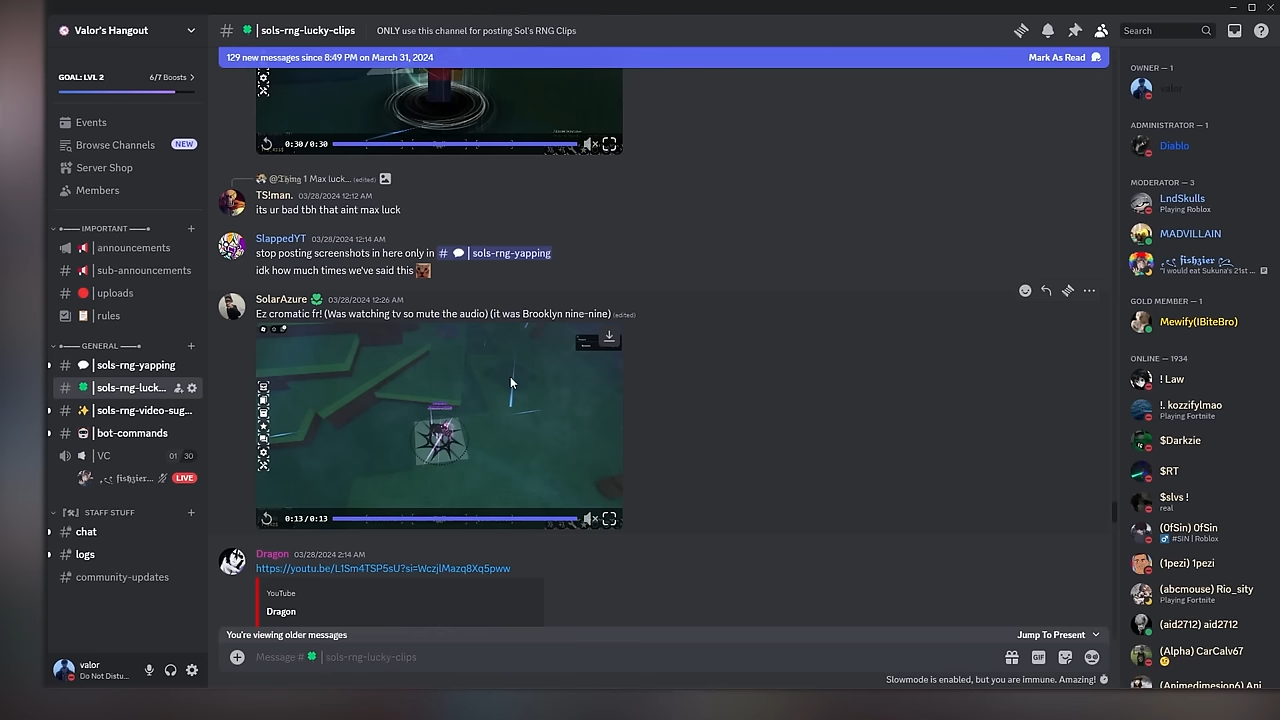 Valor's Hangout
GOAL: LVL 2
6/7 Boosts
Events
Browse Channels
NEW
Server Shop
Members
IMPORTANT
announcements
sub-announcements
uploads
rules
GENERAL
sols-rng-yapping
sols-rng-luck...
sols-rng-video-sug...
bot-commands
VC
01 30
LIVE
STAFF STUFF
chat
logs
community-updates
valor
Do Not Distu...
# | sols-rng-lucky-clips
ONLY use this channel for posting Sol's RNG Clips
Search
129 new messages since 8:49 PM on March 31, 2024
Mark As Read
0:30/0:30
1 Max luck... (edited)
TS!man. 03/28/2024 12:12 AM
its ur bad tbh that aint max luck
SlappedYT 03/28/2024 12:14 AM
stop posting screenshots in here only in # | sols-rng-yapping
idk how much times we've said this
SolarAzure 03/28/2024 12:26 AM
Ez cromatic fr! (Was watching tv so mute the audio) (it was Brooklyn nine-nine) (edited)
0:13/0:13
Dragon 03/28/2024 2:14 AM
https://youtu.be/L1Sm4TSP5sU?si=WczjlMazq8Xq5pww
YouTube
Dragon
You're viewing older messages
Jump To Present
Message # | sols-rng-lucky-clips
GIF
Slowmode is enabled, but you are immune. Amazing!
OWNER — 1
valor
ADMINISTRATOR — 1
Diablo
MODERATOR — 3
LndSkulls
Playing Roblox
MADVILLAIN
"I would eat Sukuna's 21st ...
GOLD MEMBER — 1
Mewify(IBiteBro)
ONLINE — 1934
! Law
!. kozzifylmao
Playing Fortnite
$Darkzie
$RT
$slvs !
real
(0fSin) 0fSin
#SIN | Roblox
(1pezi) 1pezi
(abcmouse) Rio_sity
Playing Fortnite
(aid2712) aid2712
(Alpha) CarCalv67
(Animedimesion6) Ani